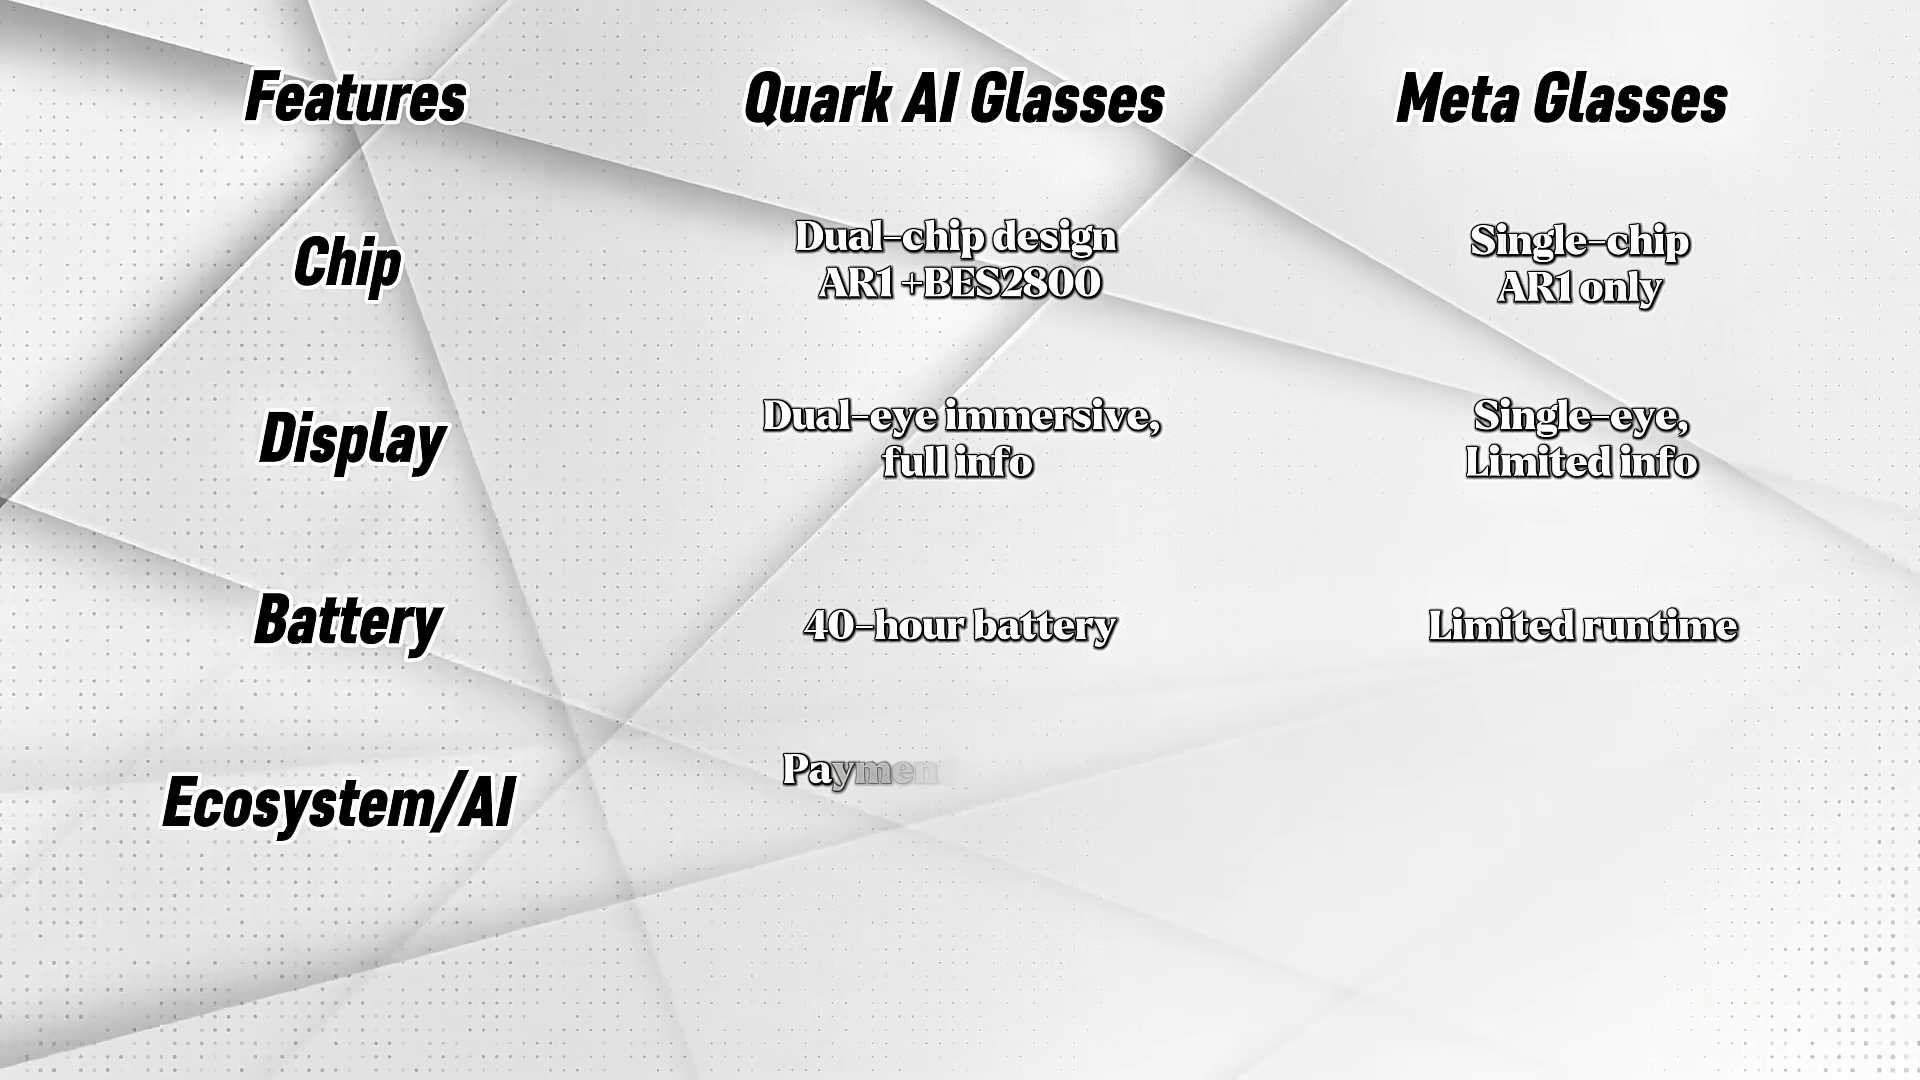 Features Quark AI Glasses Meta Glasses
Chip
Dual-chip design
AR1 +BES2800
Single-chip
AR1 only
Display
Dual-eye immersive,
full info
Single-eye,
Limited info
Battery 40-hour battery Limited runtime
Ecosystem/AI
Paymen